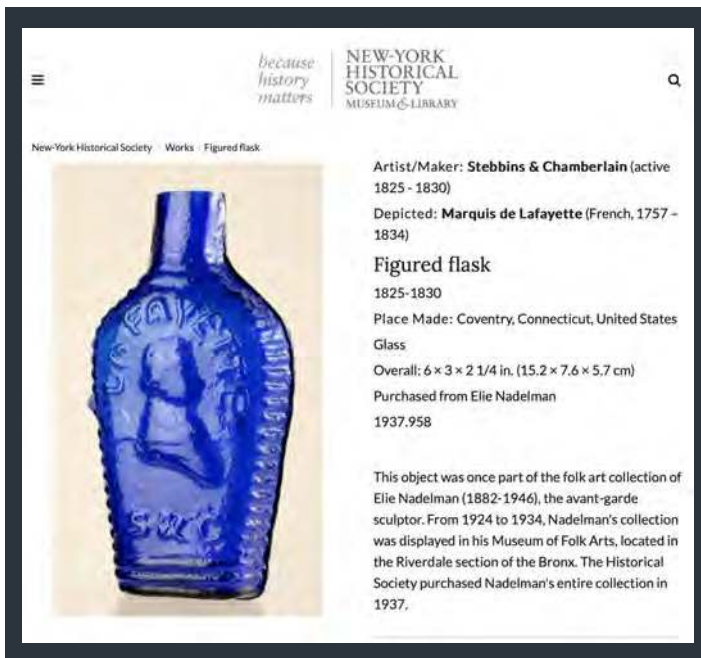 because
history
matters
NEW-YORK
HISTORICAL
SOCIETY
MUSEUM & LIBRARY
New-York Historical Society Works Figured flask
LAFAYETTE
S & C
Artist/Maker: Stebbins & Chamberlain (active
1825 - 1830)
Depicted: Marquis de Lafayette (French, 1757 –
1834)
Figured flask
1825-1830
Place Made: Coventry, Connecticut, United States
Glass
Overall: 6 × 3 × 2 1/4 in. (15.2 × 7.6 × 5.7 cm)
Purchased from Elie Nadelman
1937.958
This object was once part of the folk art collection of
Elie Nadelman (1882-1946), the avant-garde
sculptor. From 1924 to 1934, Nadelman's collection
was displayed in his Museum of Folk Arts, located in
the Riverdale section of the Bronx. The Historical
Society purchased Nadelman's entire collection in
1937.